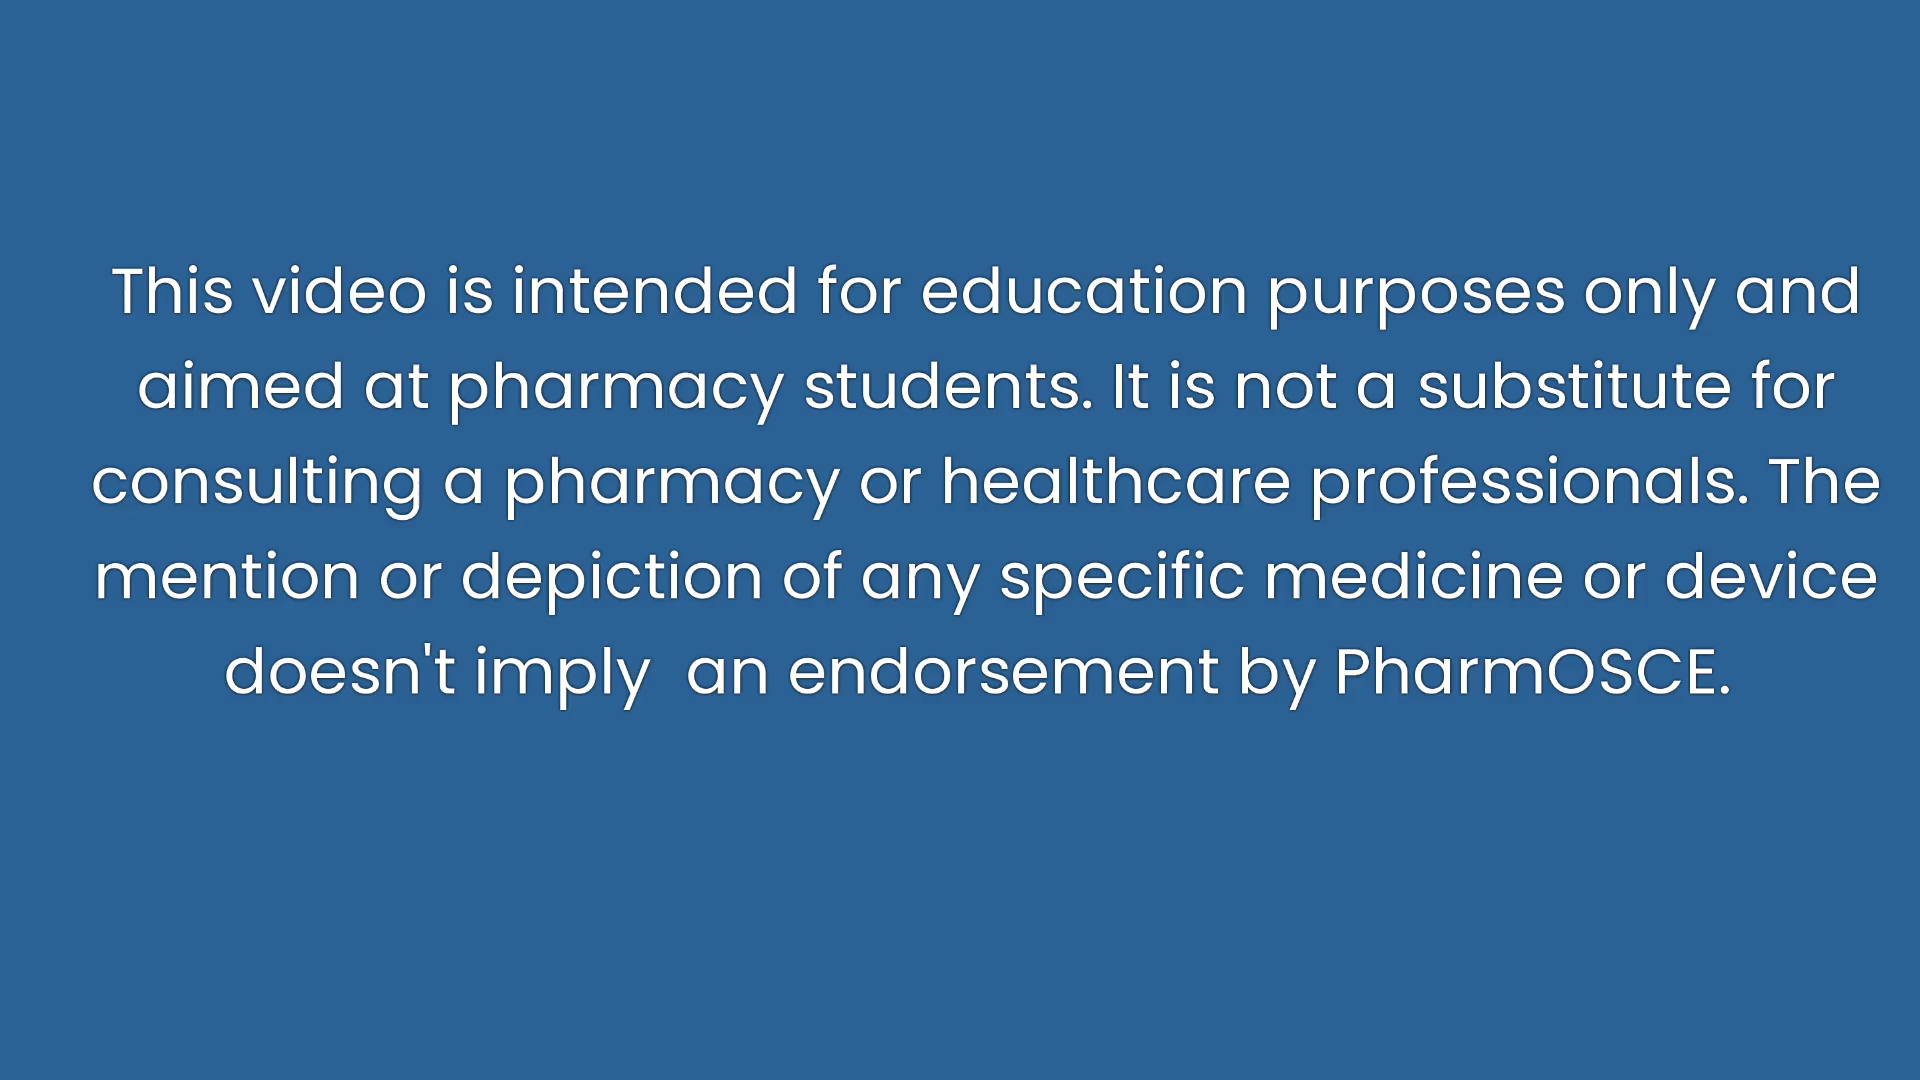 This video is intended for education purposes only and
aimed at pharmacy students. It is not a substitute for
consulting a pharmacy or healthcare professionals. The
mention or depiction of any specific medicine or device
doesn't imply  an endorsement by PharmOSCE.